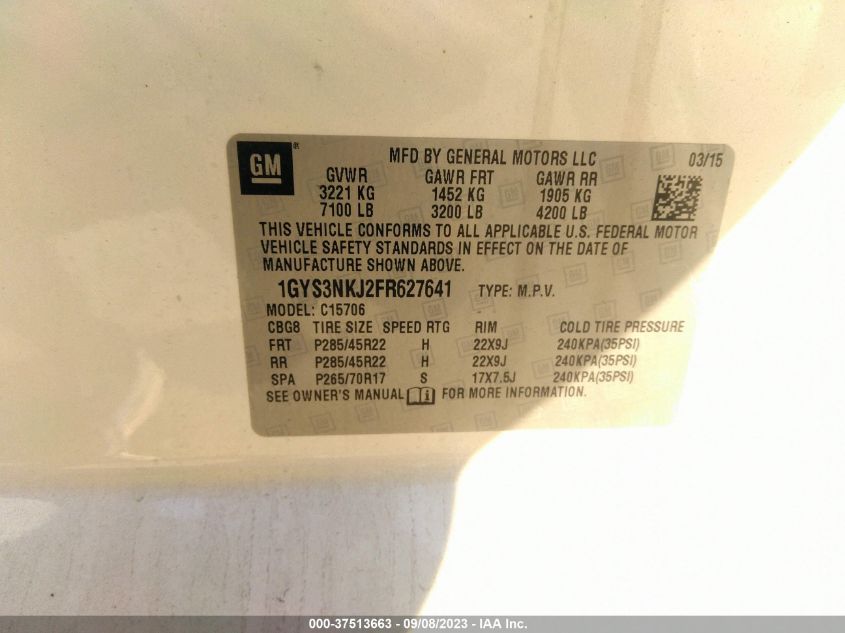 GM ®
MFD BY GENERAL MOTORS LLC 03/15
GVWR GAWR FRT GAWR RR
3221 KG 1452 KG 1905 KG
7100 LB 3200 LB 4200 LB
THIS VEHICLE CONFORMS TO ALL APPLICABLE U.S. FEDERAL MOTOR
VEHICLE SAFETY STANDARDS IN EFFECT ON THE DATE OF
MANUFACTURE SHOWN ABOVE.
1GYS3NKJ2FR627641 TYPE: M.P.V.
MODEL: C15706 -
CBG8 TIRE SIZE SPEED RTG RIM COLD TIRE PRESSURE
FRT P285/45R22 H 22X9J 240KPA(35PSI)
RR P285/45R22 H 22X9J 240KPA(35PSI)
SPA P265/70R17 S 17X7.5J 240KPA(35PSI)
SEE OWNER'S MANUAL FOR MORE INFORMATION.
000-37513663 - 09/08/2023 - IAA Inc.